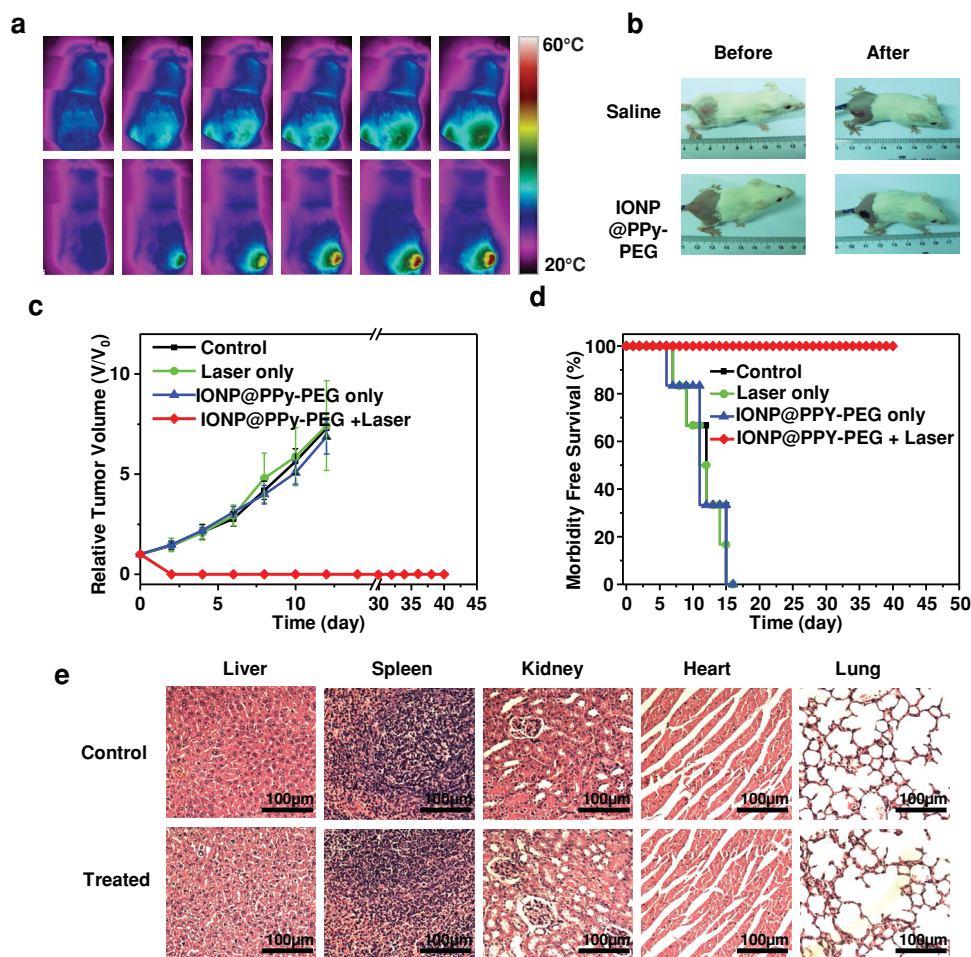 a
60°C
20°C
b
Before
After
Saline
IONP
@PPy-
PEG
c
Relative Tumor Volume (V/V0)
10
5
0
Control
Laser only
IONP@PPy-PEG only
IONP@PPy-PEG +Laser
0 5 10 30 35 40 45
Time (day)
d
Morbidity Free Survival (%)
100
80
60
40
20
0
Control
Laser only
IONP@PPY-PEG only
IONP@PPY-PEG + Laser
0 5 10 15 20 25 30 35 40 45 50
Time (day)
e
Liver Spleen Kidney Heart Lung
Control
100μm 100μm 100μm 100μm 100μm
Treated
100μm 100μm 100μm 100μm 100μm